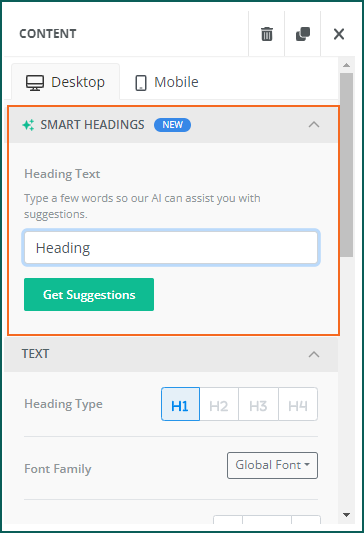 CONTENT
Desktop Mobile
SMART HEADINGS NEW
Heading Text
Type a few words so our AI can assist you with
suggestions.
Heading
Get Suggestions
TEXT
Heading Type H1 H2 H3 H4
Font Family Global Font